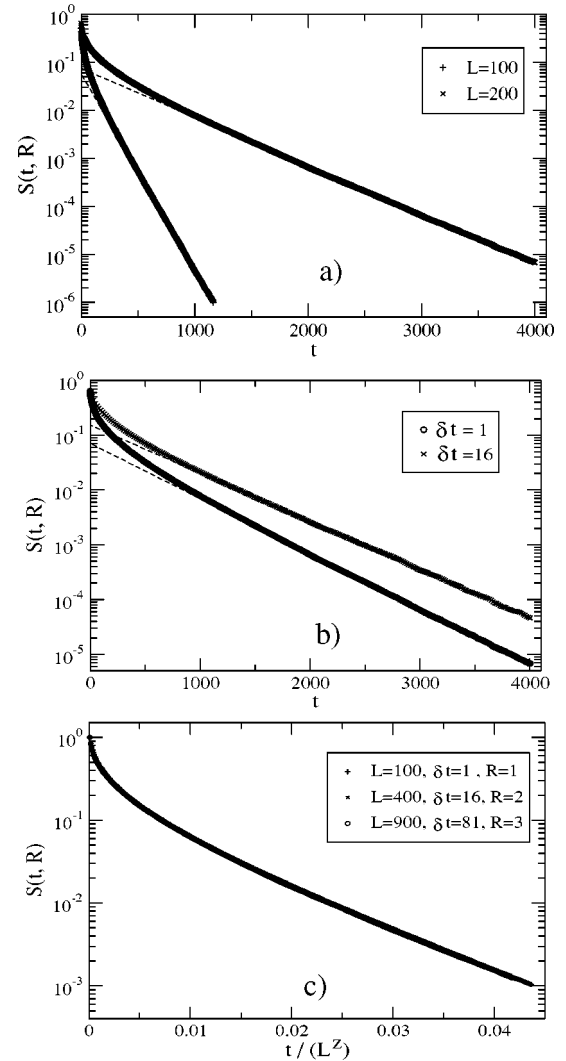 10^0
10^-1
10^-2
10^-3
10^-4
10^-5
10^-6
S(t, R)
+ L=100
× L=200
a)
0 1000 2000 3000 4000
t
10^0
10^-1
10^-2
10^-3
10^-4
10^-5
S(t, R)
o δt = 1
× δt =16
b)
0 1000 2000 3000 4000
t
10^0
10^-1
10^-2
10^-3
S(t, R)
+ L=100, δt=1 , R=1
× L=400, δt=16, R=2
o L=900, δt=81, R=3
c)
0 0.01 0.02 0.03 0.04
t / (L^z)